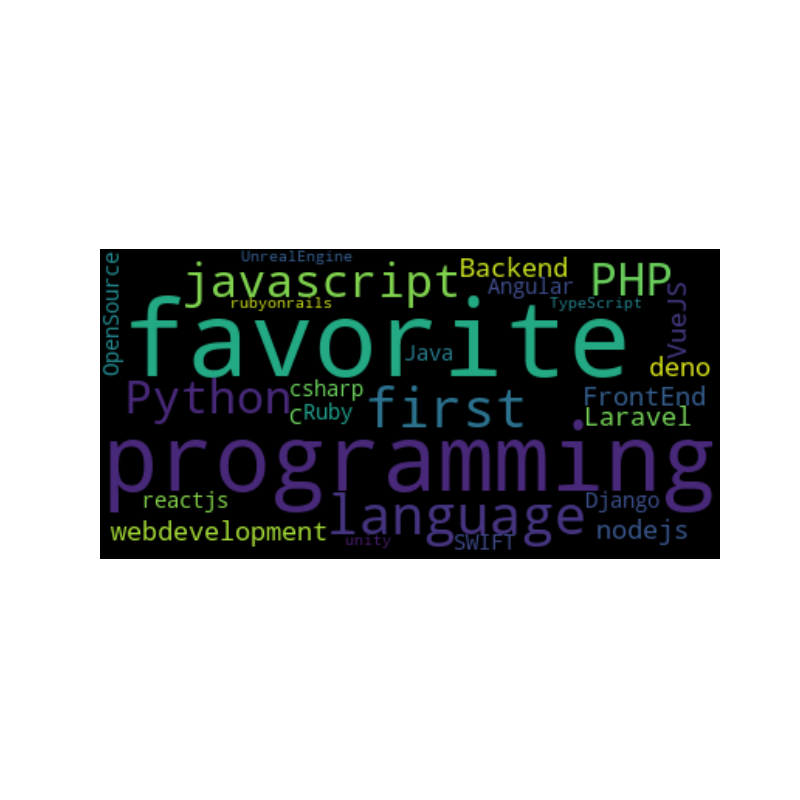 UnrealEngine
OpenSource
javascript
Backend
PHP
Angular
rubyonrails
TypeScript
VueJS
favorite
Java
deno
Python
csharp
C
Ruby
first
FrontEnd
Laravel
programming
reactjs
language
Django
webdevelopment
unity
SWIFT
nodejs